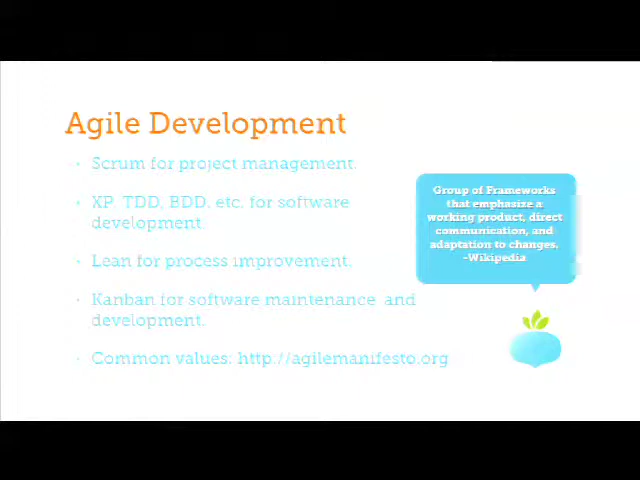 Agile Development
· Scrum for project management.
· XP, TDD, BDD, etc. for software
development.
· Lean for process improvement.
· Kanban for software maintenance and
development.
· Common values: http://agilemanifesto.org
Group of Frameworks
that emphasize a
working product, direct
communication, and
adaptation to changes.
-Wikipedia